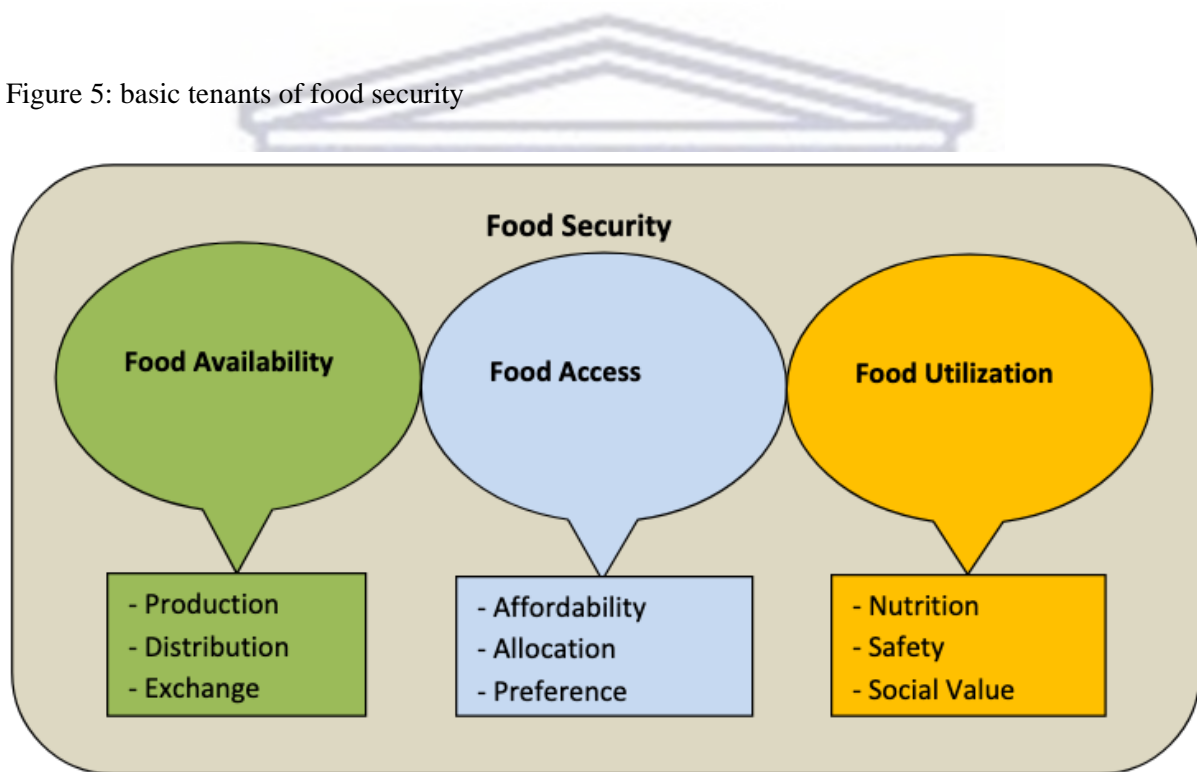 Figure 5: basic tenants of food security
Food Security
Food Availability
Food Access
Food Utilization
- Production
- Distribution
- Exchange
- Affordability
- Allocation
- Preference
- Nutrition
- Safety
- Social Value